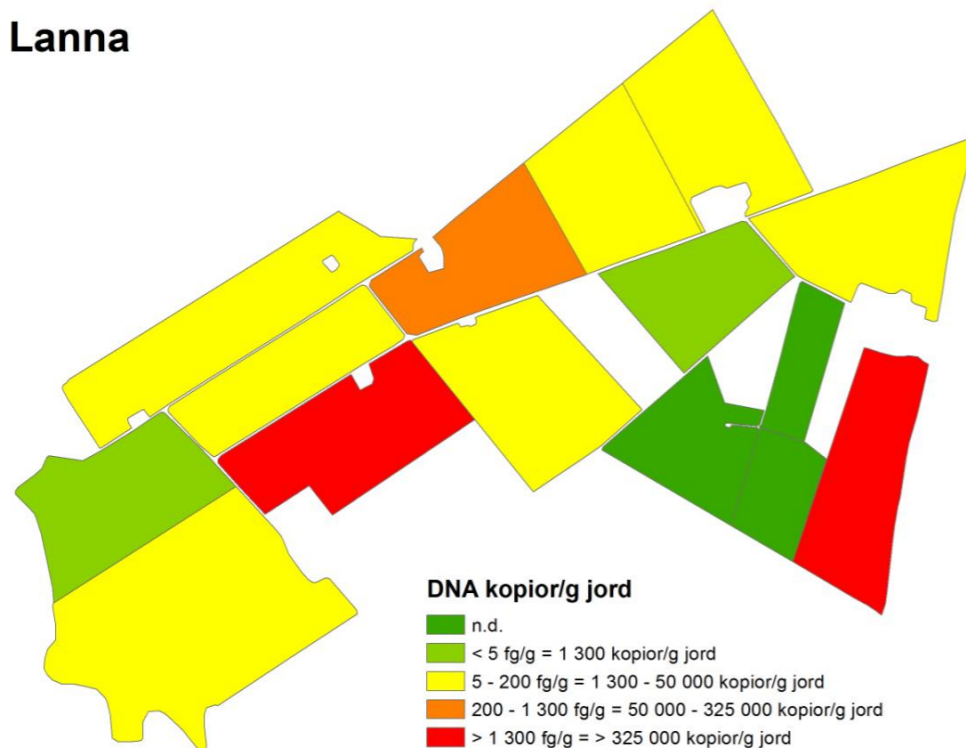 Lanna
DNA kopior/g jord
n.d.
< 5 fg/g = 1 300 kopior/g jord
5 - 200 fg/g = 1 300 - 50 000 kopior/g jord
200 - 1 300 fg/g = 50 000 - 325 000 kopior/g jord
> 1 300 fg/g = > 325 000 kopior/g jord